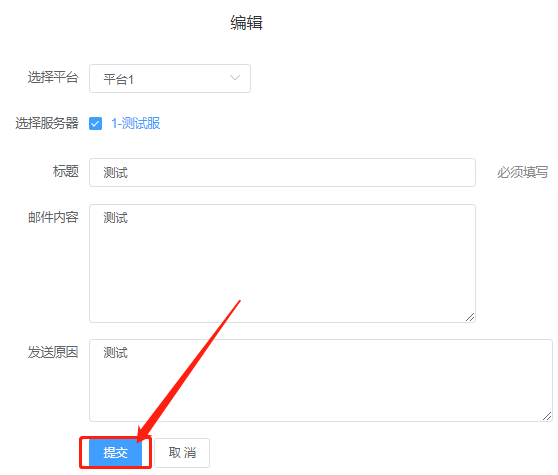 编辑
选择平台 平台1
选择服务器 1-测试服
标题 测试 必须填写
邮件内容 测试
发送原因 测试
提交 取 消